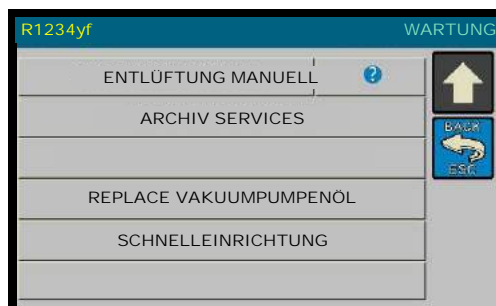 R1234yf WARTUNG
ENTLÜFTUNG MANUELL ?
ARCHIV SERVICES
BACK
ESC
REPLACE VAKUUMPUMPENÖL
SCHNELLEINRICHTUNG